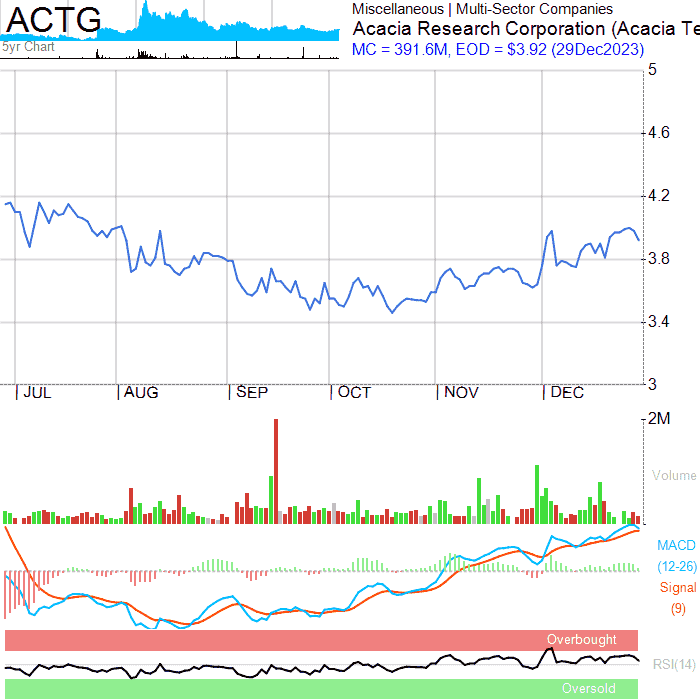 ACTG
5yr Chart
Miscellaneous | Multi-Sector Companies
Acacia Research Corporation (Acacia Te
MC = 391.6M, EOD = $3.92 (29Dec2023)
5
4.6
4.2
3.8
3.4
3
JUL AUG SEP OCT NOV DEC
2M
Volume
MACD
(12-26)
Signal
(9)
Overbought
RSI(14)
Oversold